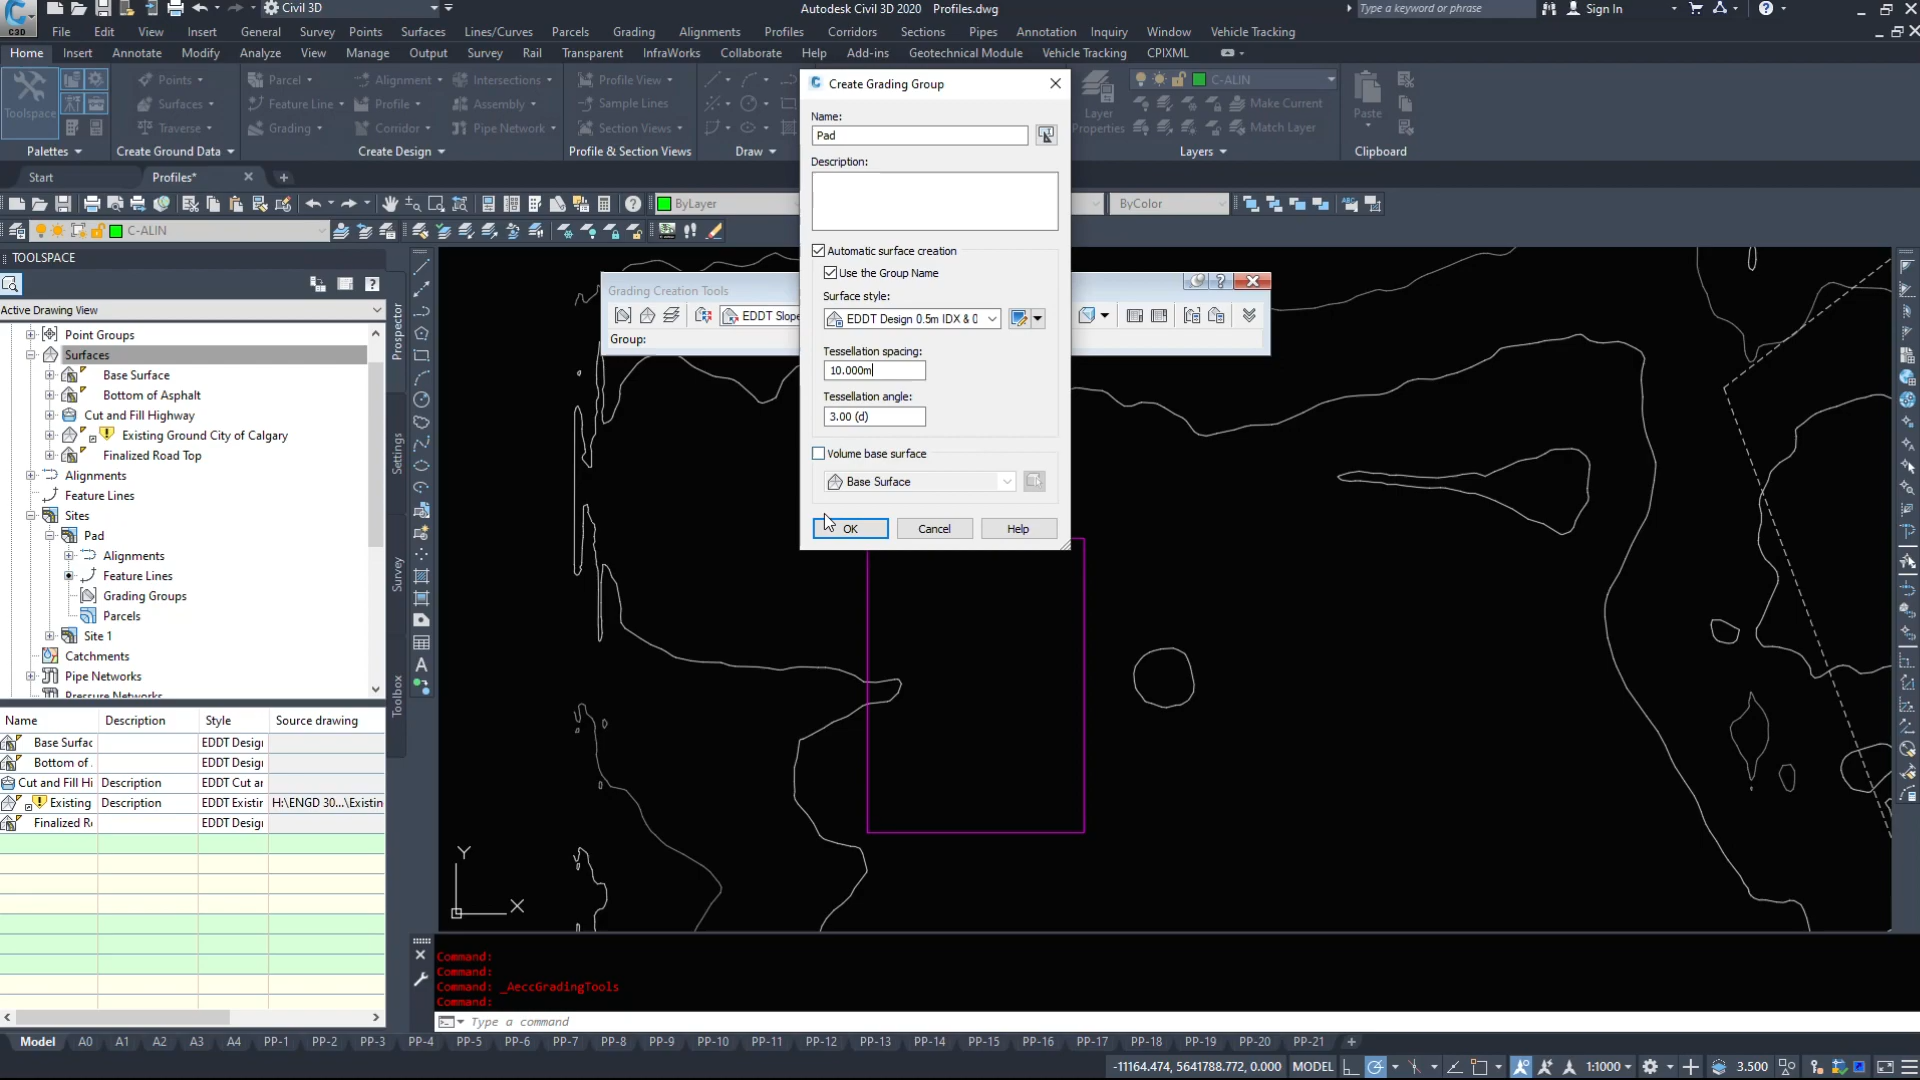 Civil 3D
Autodesk Civil 3D 2020 Profiles.dwg
Type a keyword or phrase
Sign In
C3D
File Edit View Insert General Survey Points Surfaces Lines/Curves Parcels Grading Alignments Profiles Corridors Sections Pipes Annotation Inquiry Window Vehicle Tracking
Home Insert Annotate Modify Analyze View Manage Output Survey Rail Transparent InfraWorks Collaborate Help Add-ins Geotechnical Module Vehicle Tracking CPIXML
Toolspace
Points
Surfaces
Traverse
Parcel
Feature Line
Grading
Alignment
Profile
Corridor
Intersections
Assembly
Pipe Network
Profile View
Sample Lines
Section Views
Layer
Properties
C-ALIN
Make Current
Match Layer
Paste
Palettes Create Ground Data Create Design Profile & Section Views Draw Layers Clipboard
Start Profiles*
ByLayer
ByColor
C-ALIN
TOOLSPACE
Active Drawing View
Point Groups
Surfaces
Base Surface
Bottom of Asphalt
Cut and Fill Highway
Existing Ground City of Calgary
Finalized Road Top
Alignments
Feature Lines
Sites
Pad
Alignments
Feature Lines
Grading Groups
Parcels
Site 1
Catchments
Pipe Networks
Pressure Networks
Prospector
Settings
Survey
Toolbox
Name Description Style Source drawing
Base Surfac EDDT Design
Bottom of EDDT Design
Cut and Fill Hi Description EDDT Cut ar
Existing Description EDDT Existir H:\ENGD 30...\Existin
Finalized R EDDT Design
Create Grading Group
Name:
Pad
Description:
Automatic surface creation
Use the Group Name
Surface style:
EDDT Design 0.5m IDX & 0
Tessellation spacing:
10.000m
Tessellation angle:
3.00 (d)
Volume base surface
Base Surface
OK Cancel Help
Grading Creation Tools
EDDT Slope
Group:
Y
X
Command:
Command:
Command: _AeccGradingTools
Command:
Type a command
Model A0 A1 A2 A3 A4 PP-1 PP-2 PP-3 PP-4 PP-5 PP-6 PP-7 PP-8 PP-9 PP-10 PP-11 PP-12 PP-13 PP-14 PP-15 PP-16 PP-17 PP-18 PP-19 PP-20 PP-21
-11164.474, 5641788.772, 0.000 MODEL 1:1000 3.500